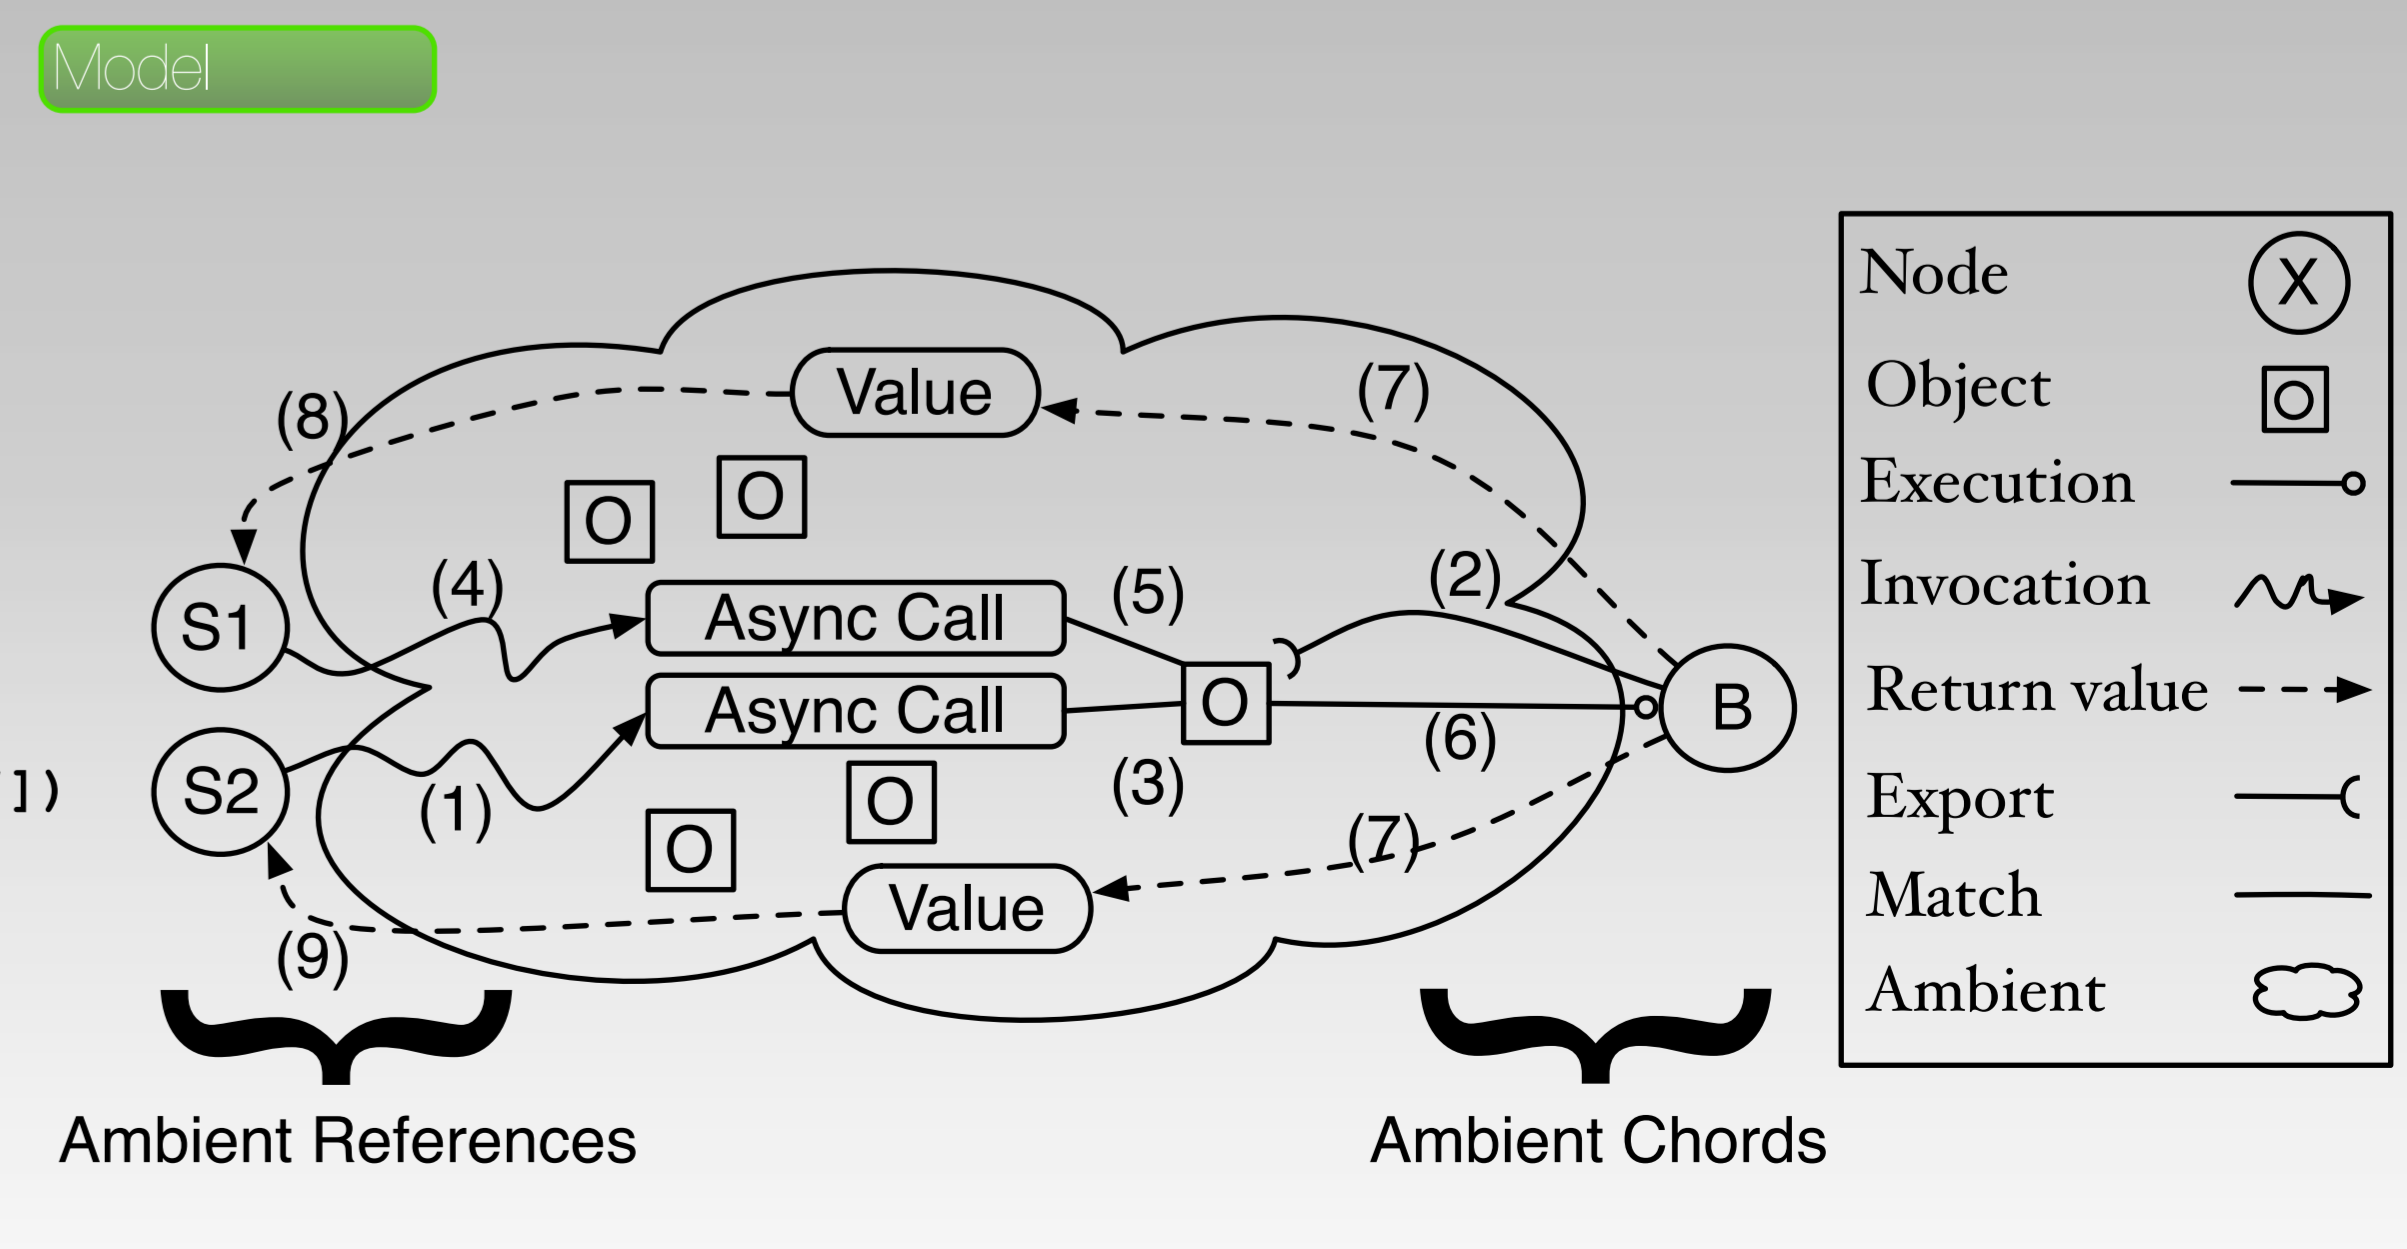 Model
(8)
Value
(7)
O
O
S1
(4)
Async Call
(5)
(2)
Async Call
O
B
])
S2
(1)
O
(3)
(6)
O
(7)
Value
(9)
Ambient References
Ambient Chords
Node X
Object O
Execution
Invocation
Return value
Export
Match
Ambient